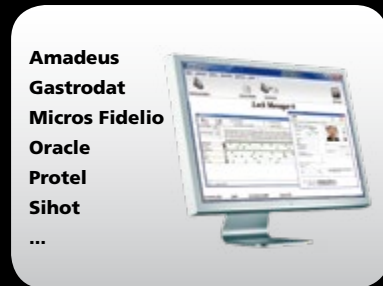 Amadeus
Gastrodat
Micros Fidelio
Oracle
Protel
Sihot
...